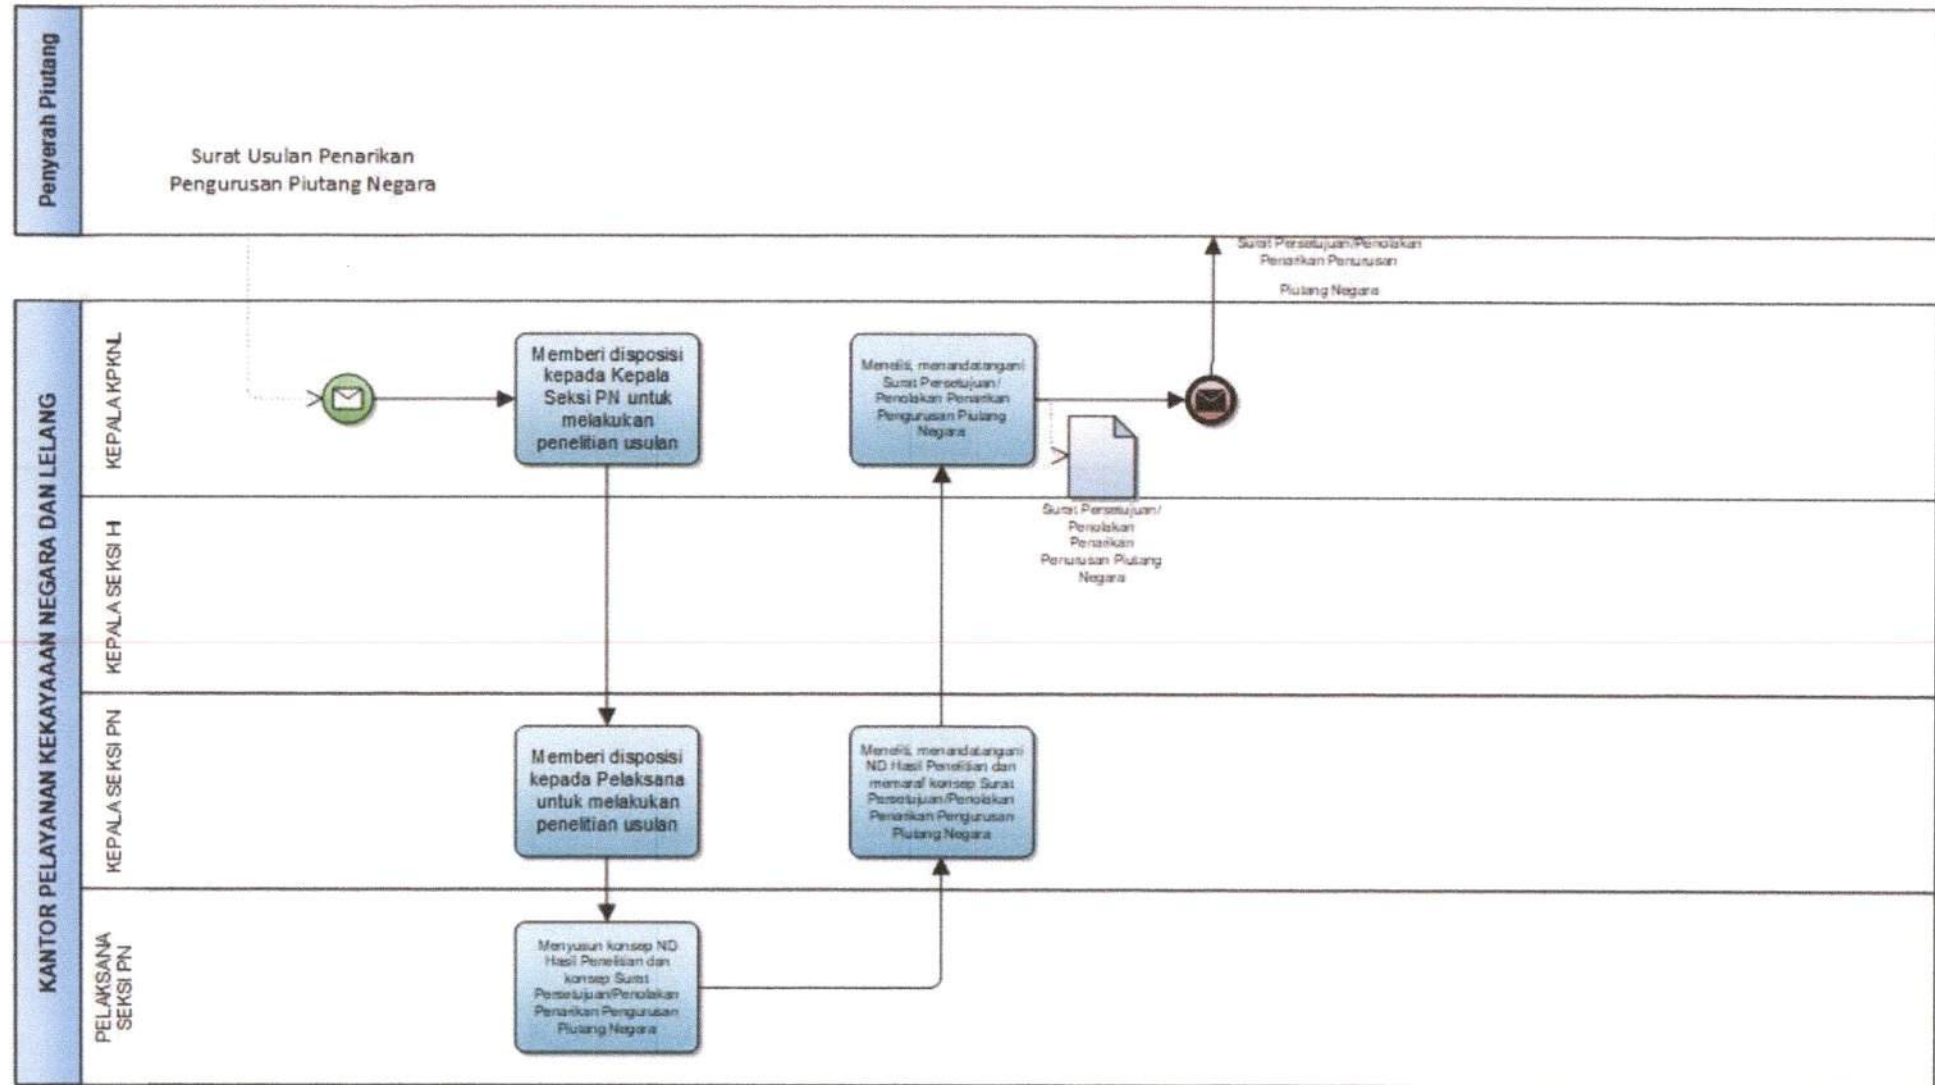 Penyerah Piutang
Surat Usulan Penarikan
Pengurusan Piutang Negara
Surat Persetujuan/Penolakan
Penarikan Penurusan
Piutang Negara
KANTOR PELAYANAN KEKAYAAAN NEGARA DAN LELANG
KEPALA KPKNL
Memberi disposisi
kepada Kepala
Seksi PN untuk
melakukan
penelitian usulan
Meneliti, menandatangani
Surat Persetujuan/
Penolakan Penarikan
Pengurusan Piutang
Negara
Surat Persetujuan/
Penolakan
Penarikan
Penurusan Piutang
Negara
KEPALA SEKSI H
KEPALA SEKSI PN
Memberi disposisi
kepada Pelaksana
untuk melakukan
penelitian usulan
Meneliti, menandatangani
ND Hasil Penelitian dan
memaraf konsep Surat
Persetujuan/Penolakan
Penarikan Pengurusan
Piutang Negara
PELAKSANA
SEKSI PN
Menyusun konsep ND
Hasil Penelitian dan
konsep Surat
Persetujuan/Penolakan
Penarikan Pengurusan
Piutang Negara